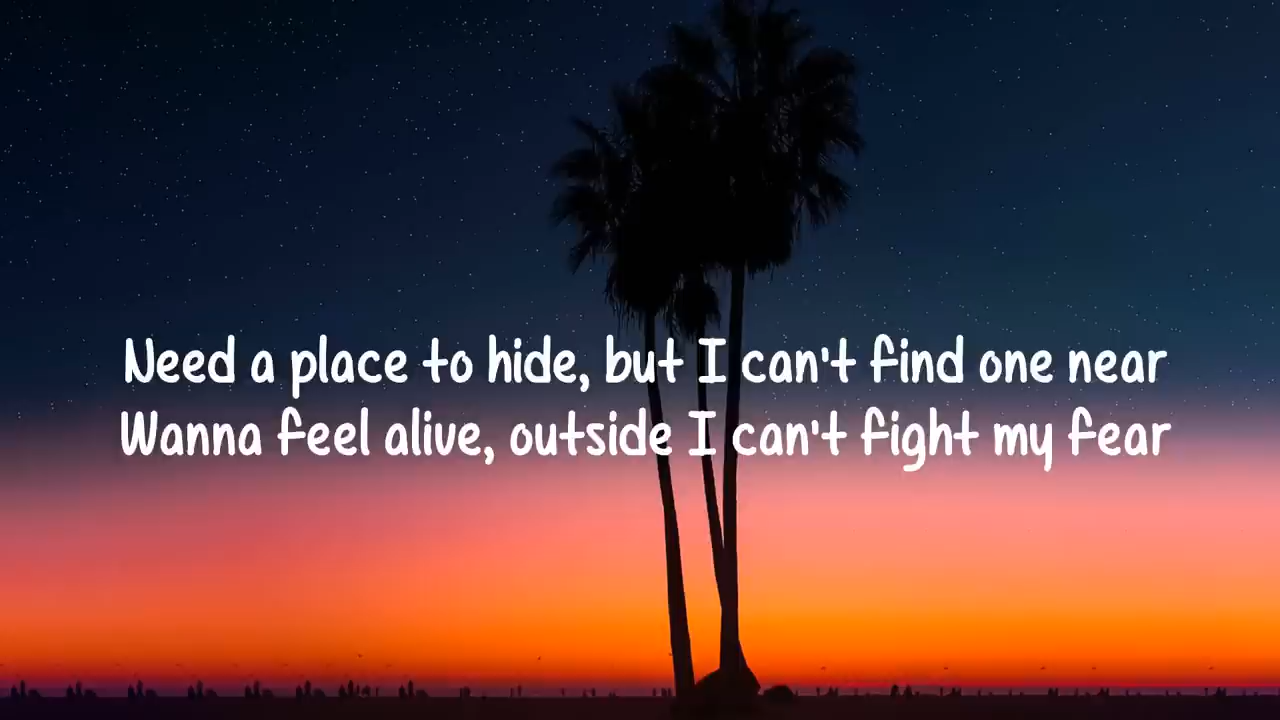 Need a place to hide, but I can't find one near
Wanna feel alive, outside I can't fight my fear